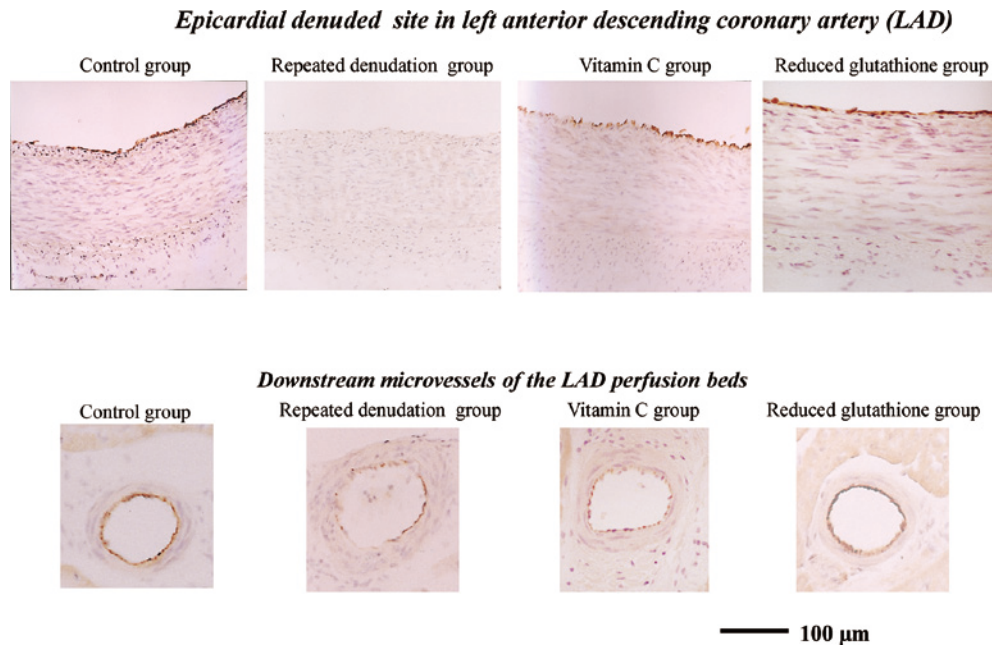 Epicardial denuded site in left anterior descending coronary artery (LAD)
Control group
Repeated denudation group
Vitamin C group
Reduced glutathione group
Downstream microvessels of the LAD perfusion beds
Control group
Repeated denudation group
Vitamin C group
Reduced glutathione group
100 μm